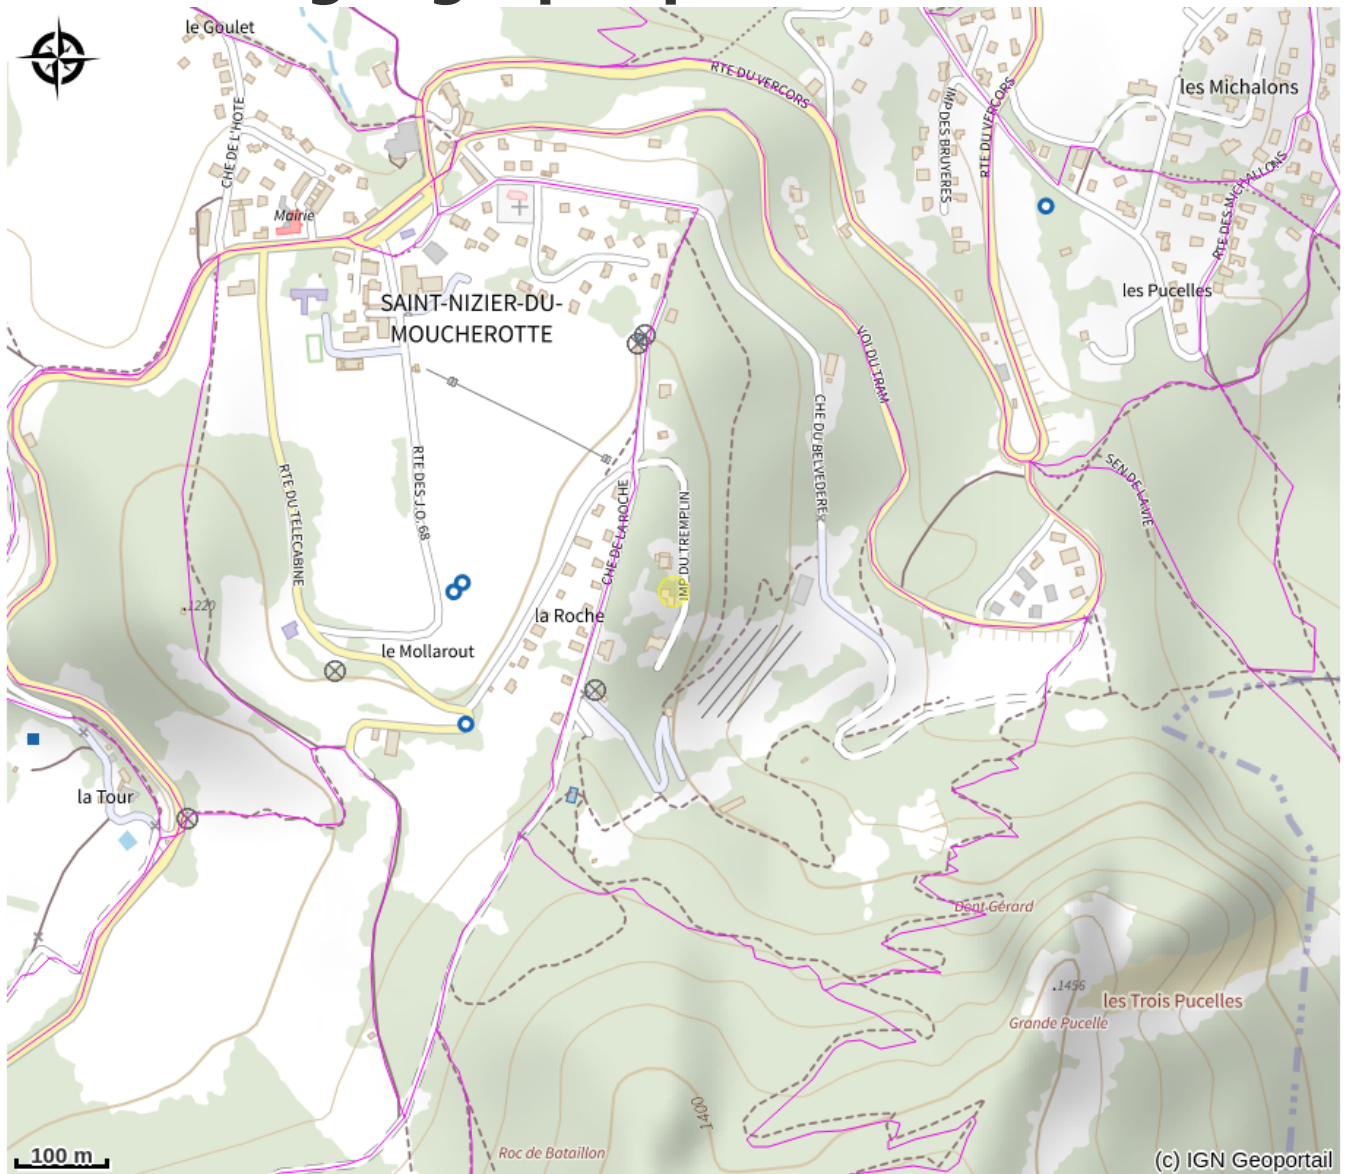 le Goulet
RTE DU VERCORS
les Michalons
CHE DE L'HOTE
IMP DES BRUYERES
RTE DU VERCORS
RTE DES MICHALLONS
Mairie
les Pucelles
SAINT-NIZIER-DU-
MOUCHEROTTE
VOI DU TRAM
CHE DU BELVEDERE
RTE DU TELECABINE
RTE DES J.O. 68
CHE DE LA ROCHE
IMP DU TREMPLIN
SEN DE LA VIE
1220
la Roche
le Mollarout
la Tour
Dent Gérard
1456
les Trois Pucelles
Grande Pucelle
1400
Roc de Bataillon
100 m
(c) IGN Geoportail